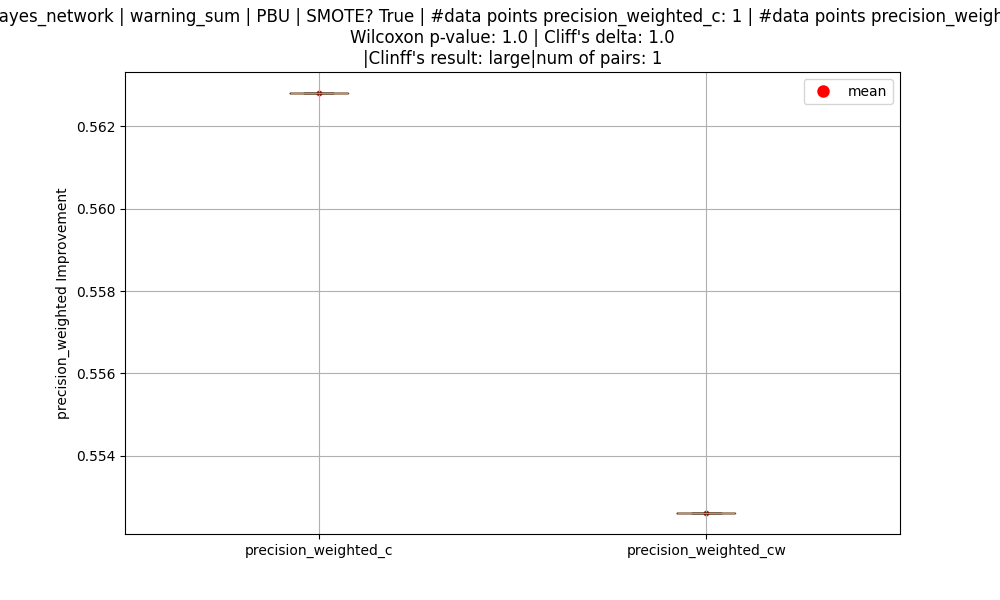 ayes_network | warning_sum | PBU | SMOTE? True | #data points precision_weighted_c: 1 | #data points precision_weigh
Wilcoxon p-value: 1.0 | Cliff's delta: 1.0
|Clinff's result: large|num of pairs: 1
mean
0.562
0.560
0.558
0.556
0.554
precision_weighted Improvement
precision_weighted_c
precision_weighted_cw